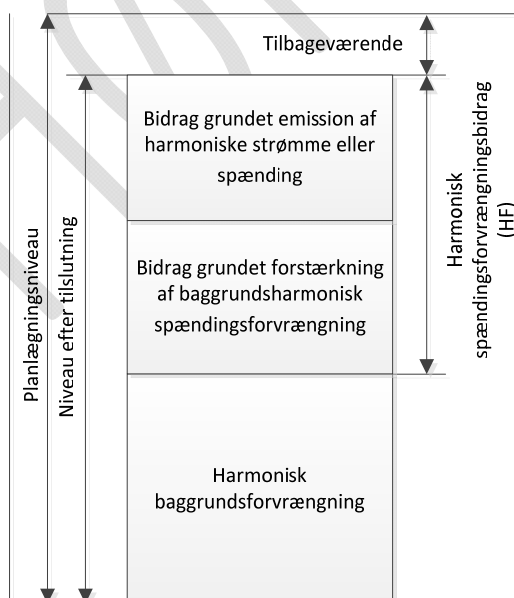 Tilbageværende
Bidrag grundet emission af
harmoniske strømme eller
spænding
Bidrag grundet forstærkning
af baggrundsharmonisk
spændingsforvrængning
Harmonisk
baggrundsforvrængning
Planlægningsniveau
Niveau efter tilslutning
Harmonisk
spændingsforvrængningsbidrag
(HF)